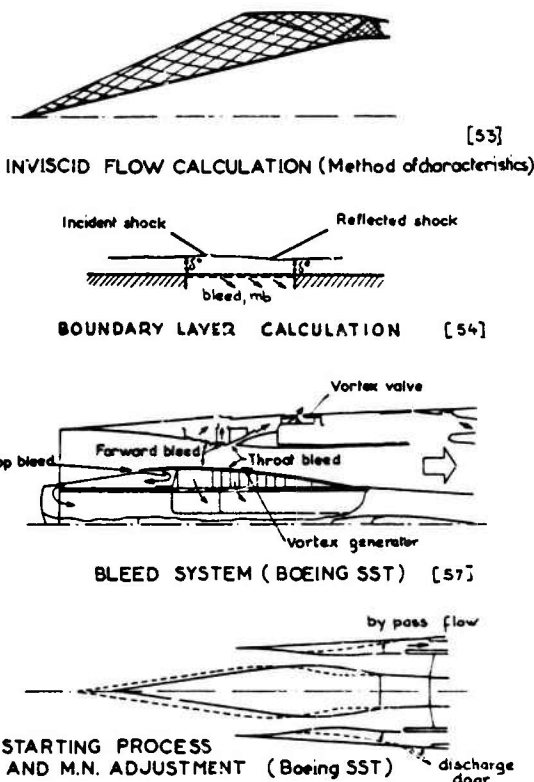 [53]
INVISCID FLOW CALCULATION (Method of characteristics)
Incident shock
Reflected shock
δ*
δ*
bleed, mb
BOUNDARY LAYER CALCULATION [54]
Vortex valve
Forward bleed
op bleed
Throat bleed
Vortex generator
BLEED SYSTEM (BOEING SST) [57]
by pass flow
STARTING PROCESS
AND M.N. ADJUSTMENT (Boeing SST)
discharge
door